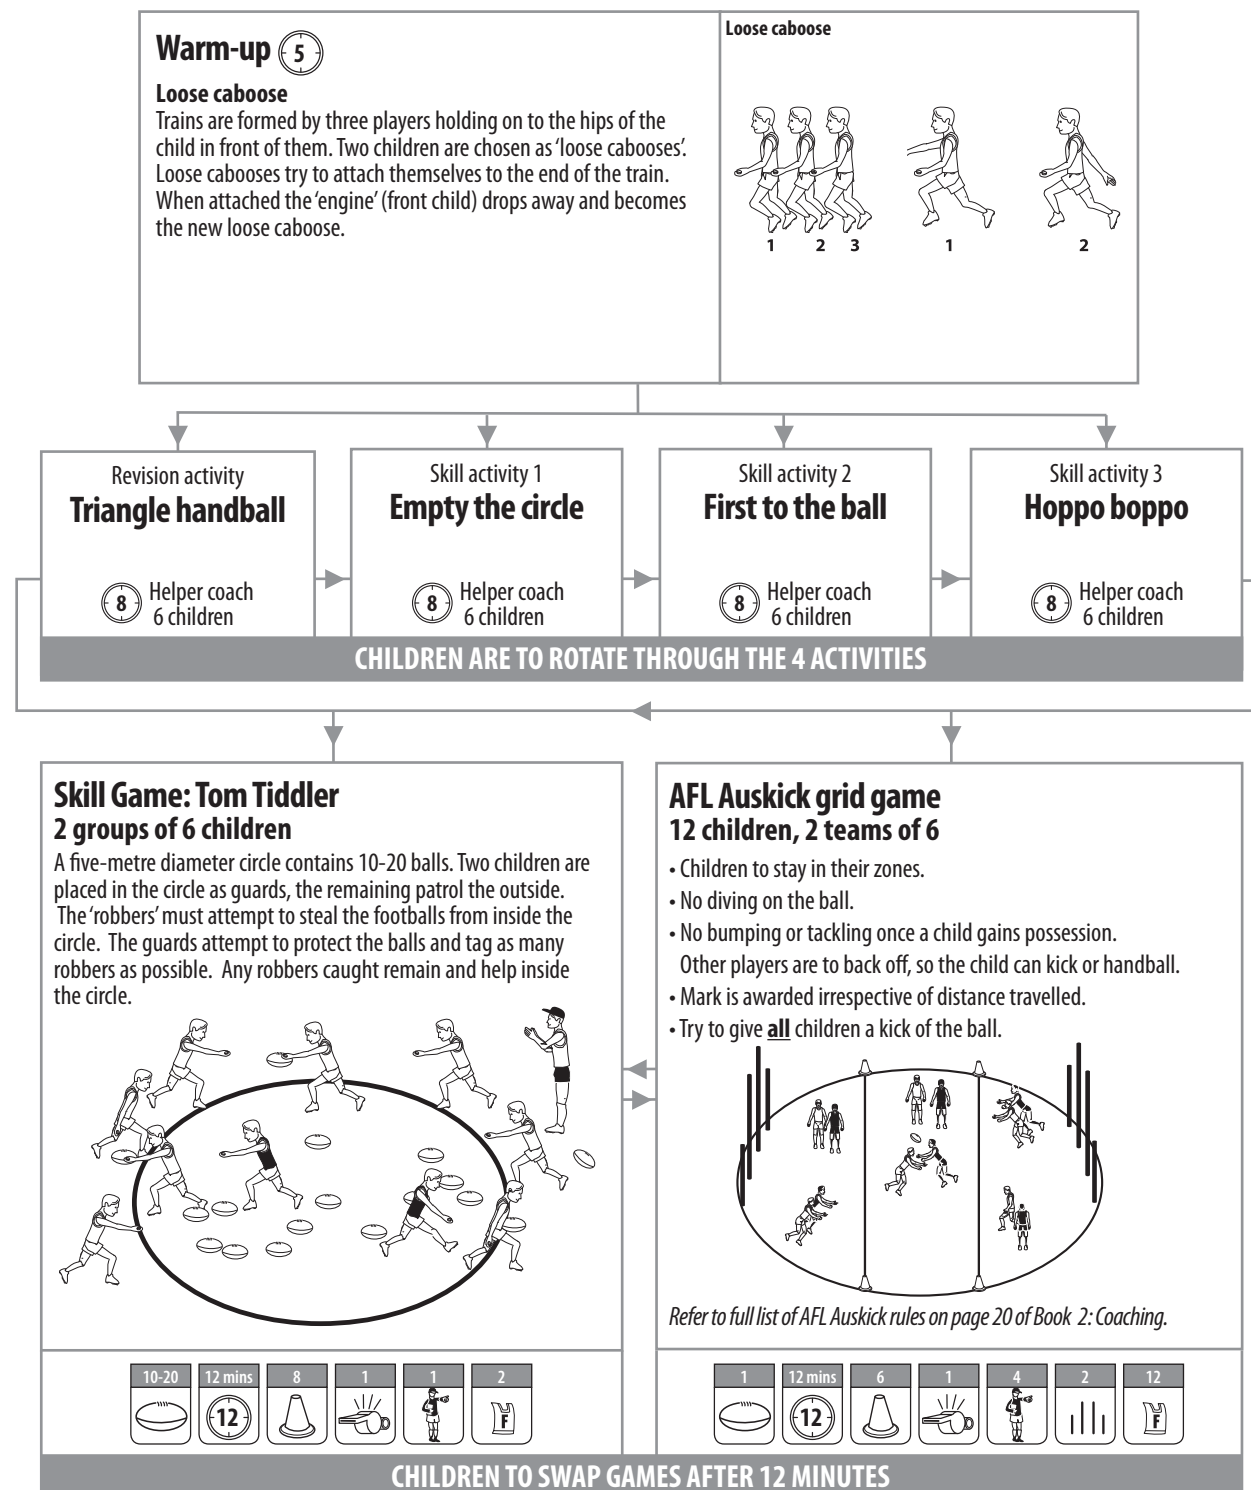 Warm-up 5
Loose caboose
Trains are formed by three players holding on to the hips of the
child in front of them. Two children are chosen as ‘loose cabooses’.
Loose cabooses try to attach themselves to the end of the train.
When attached the ‘engine’ (front child) drops away and becomes
the new loose caboose.
Loose caboose
1 2 3 1 2
Revision activity
Triangle handball
8 Helper coach
6 children
Skill activity 1
Empty the circle
8 Helper coach
6 children
Skill activity 2
First to the ball
8 Helper coach
6 children
Skill activity 3
Hoppo boppo
8 Helper coach
6 children
CHILDREN ARE TO ROTATE THROUGH THE 4 ACTIVITIES
Skill Game: Tom Tiddler
2 groups of 6 children
A five-metre diameter circle contains 10-20 balls. Two children are
placed in the circle as guards, the remaining patrol the outside.
The ‘robbers’ must attempt to steal the footballs from inside the
circle. The guards attempt to protect the balls and tag as many
robbers as possible. Any robbers caught remain and help inside
the circle.
10-20 12 mins 8 1 1 2
12 F
AFL Auskick grid game
12 children, 2 teams of 6
• Children to stay in their zones.
• No diving on the ball.
• No bumping or tackling once a child gains possession.
Other players are to back off, so the child can kick or handball.
• Mark is awarded irrespective of distance travelled.
• Try to give all children a kick of the ball.
Refer to full list of AFL Auskick rules on page 20 of Book 2: Coaching.
1 12 mins 6 1 4 2 12
12 F
CHILDREN TO SWAP GAMES AFTER 12 MINUTES